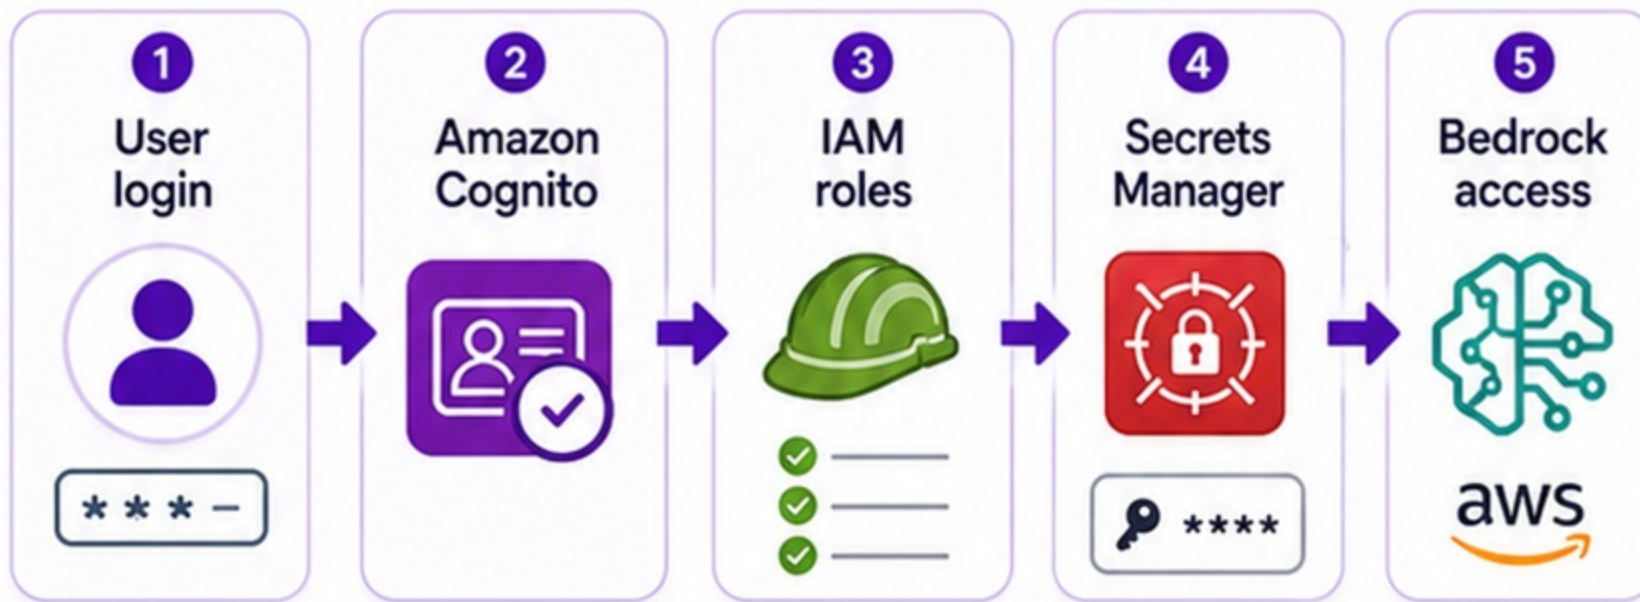 1
User
login
* * * –
2
Amazon
Cognito
3
IAM
roles
4
Secrets
Manager
****
5
Bedrock
access
aws